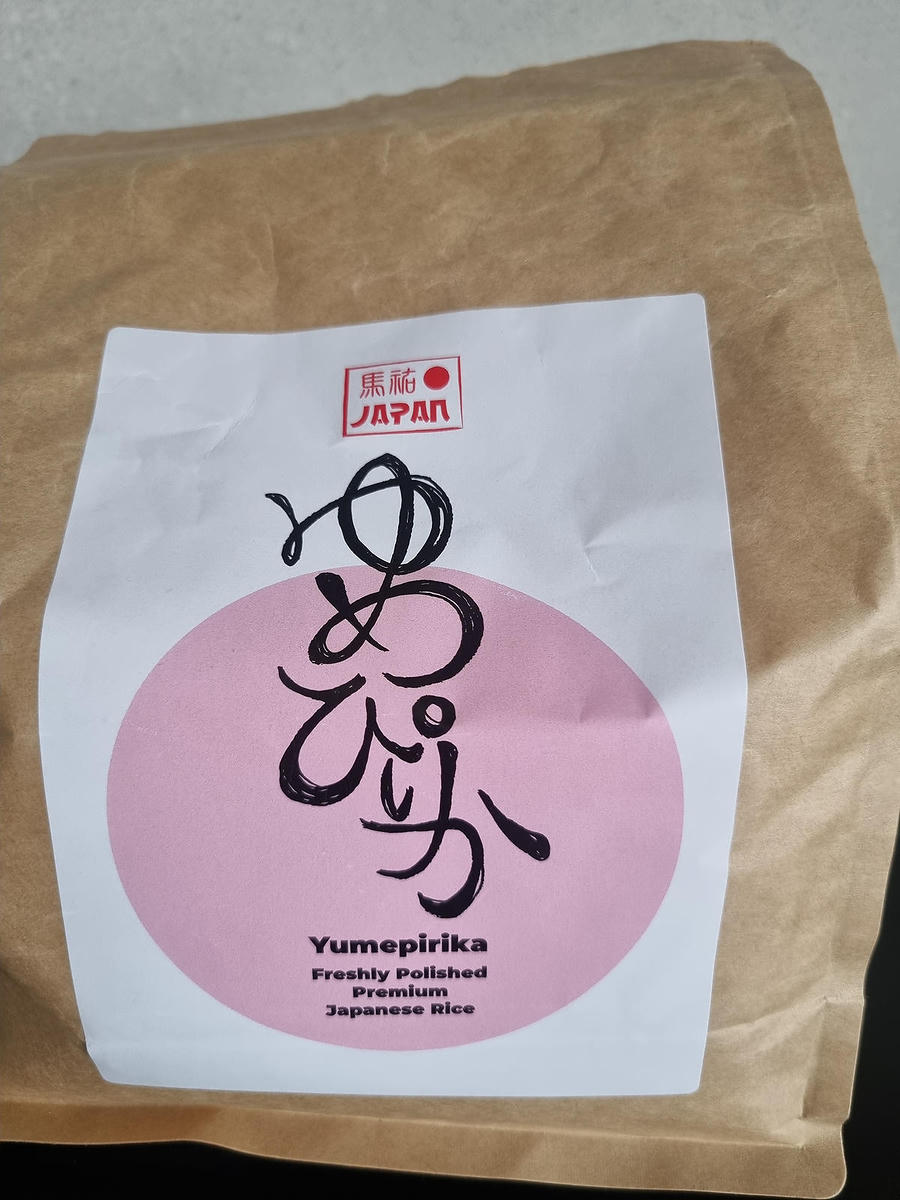 馬祐
JAPAN
ゆめぴりか
Yumepirika
Freshly Polished
Premium
Japanese Rice